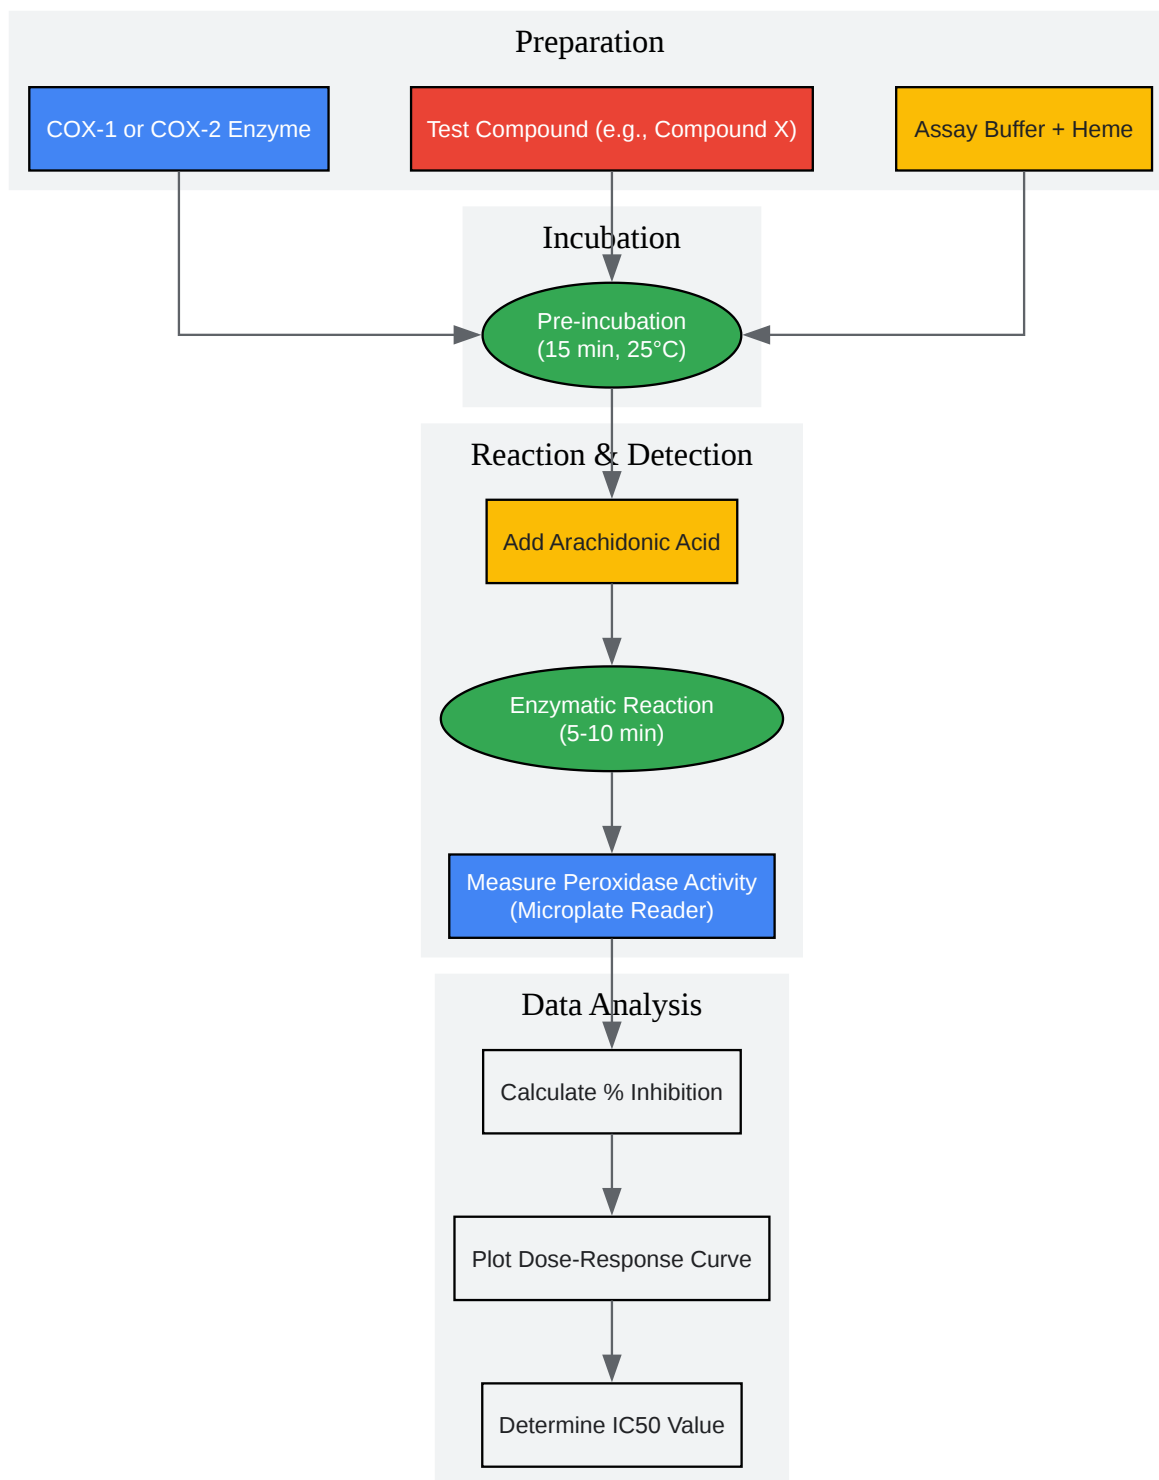 Preparation
COX-1 or COX-2 Enzyme
Test Compound (e.g., Compound X)
Assay Buffer + Heme
Incubation
Pre-incubation
(15 min, 25°C)
Reaction & Detection
Add Arachidonic Acid
Enzymatic Reaction
(5-10 min)
Measure Peroxidase Activity
(Microplate Reader)
Data Analysis
Calculate % Inhibition
Plot Dose-Response Curve
Determine IC50 Value